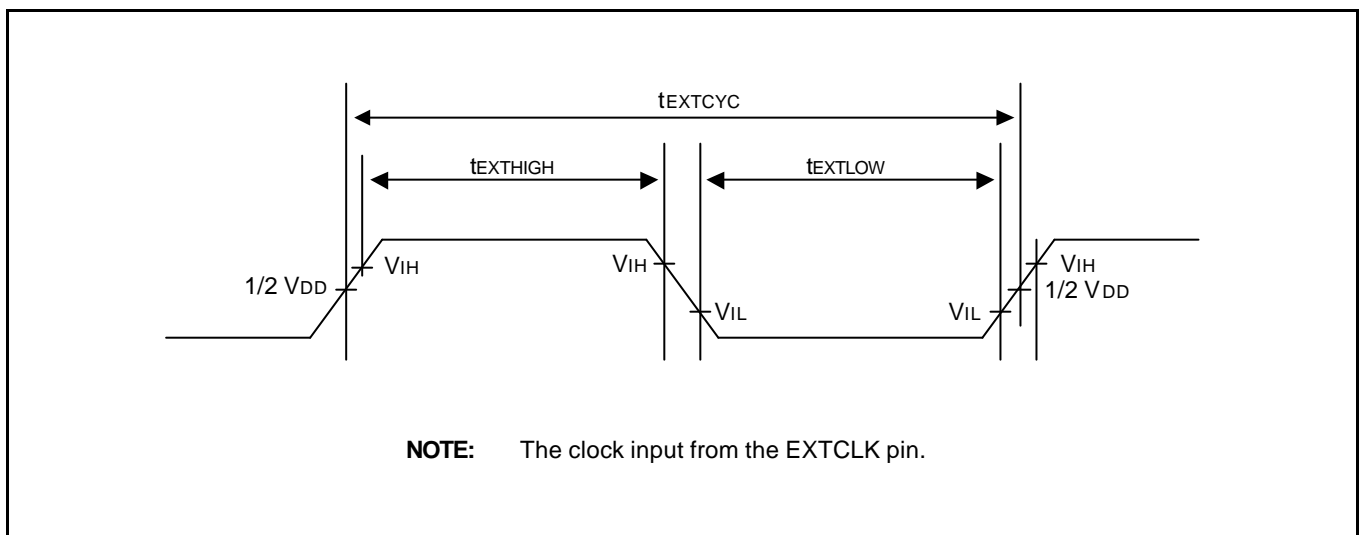 tEXTCYC
tEXTHIGH
tEXTLOW
VIH
VIH
VIH
1/2 VDD
1/2 VDD
VIL
VIL
NOTE: The clock input from the EXTCLK pin.